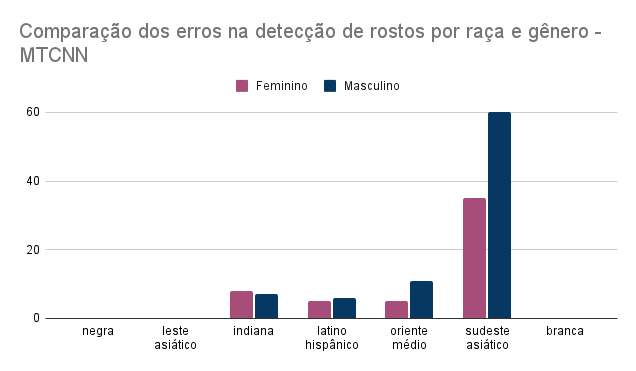 Comparação dos erros na detecção de rostos por raça e gênero -
MTCNN
Feminino Masculino
60
40
20
0
negra leste asiático indiana latino hispânico oriente médio sudeste asiático branca